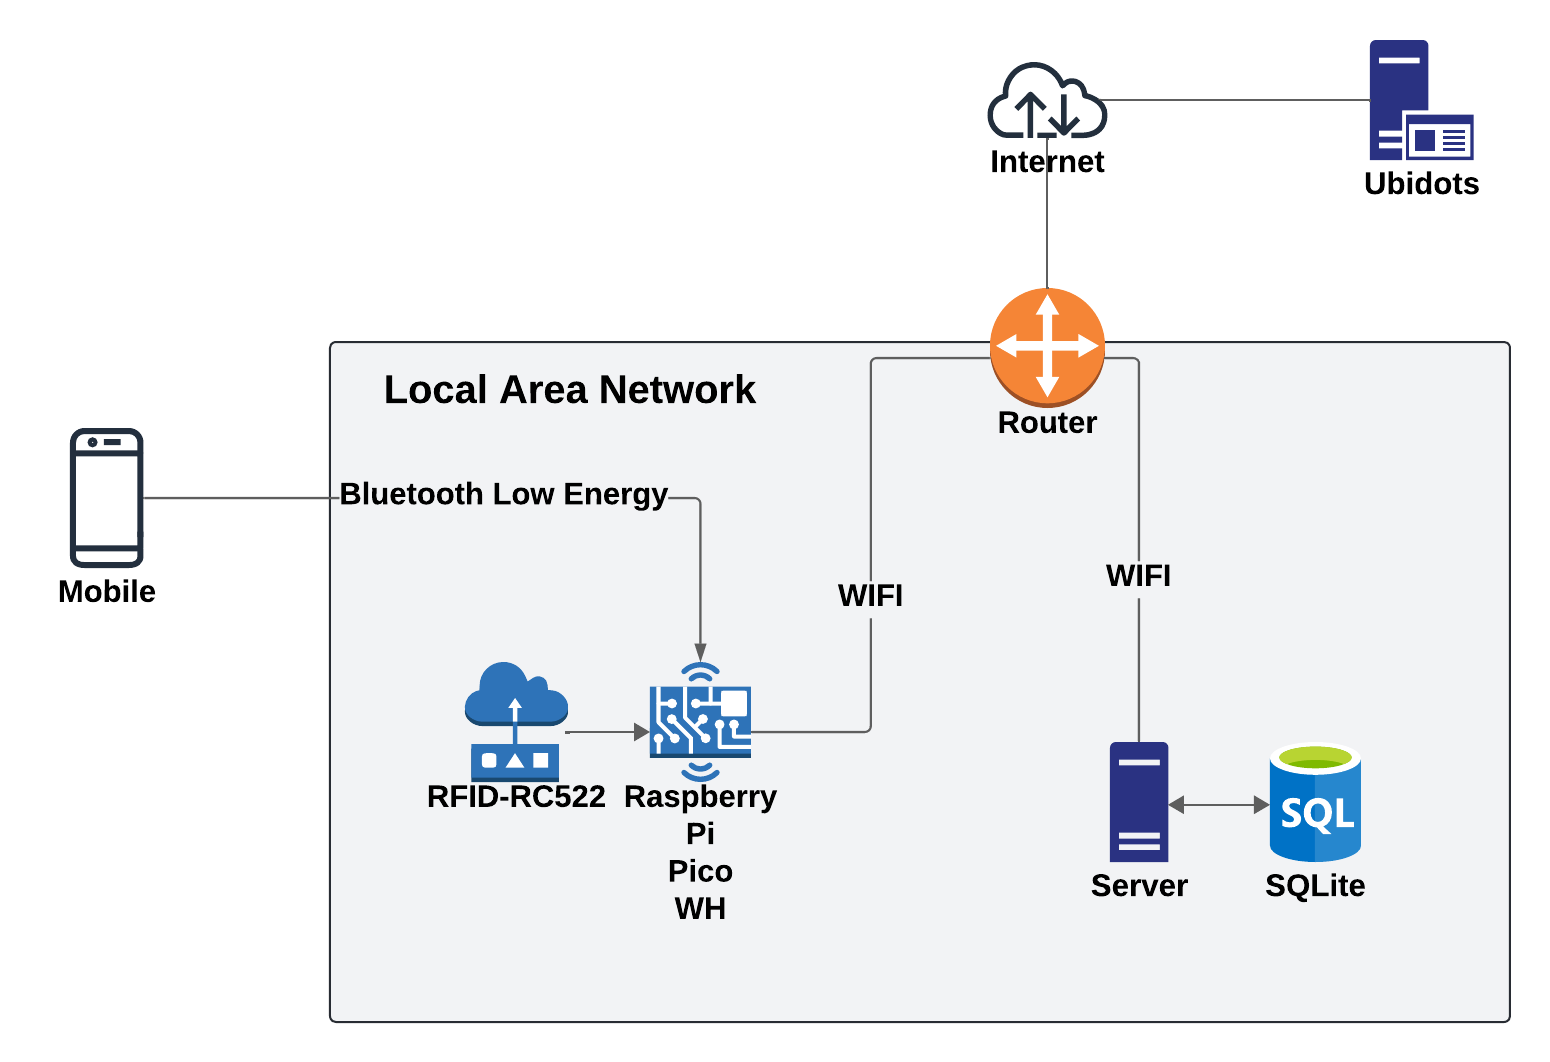 Internet
Ubidots
Local Area Network
Router
Bluetooth Low Energy
Mobile
WIFI
WIFI
RFID-RC522
Raspberry
Pi
Pico
WH
SQL
Server
SQLite